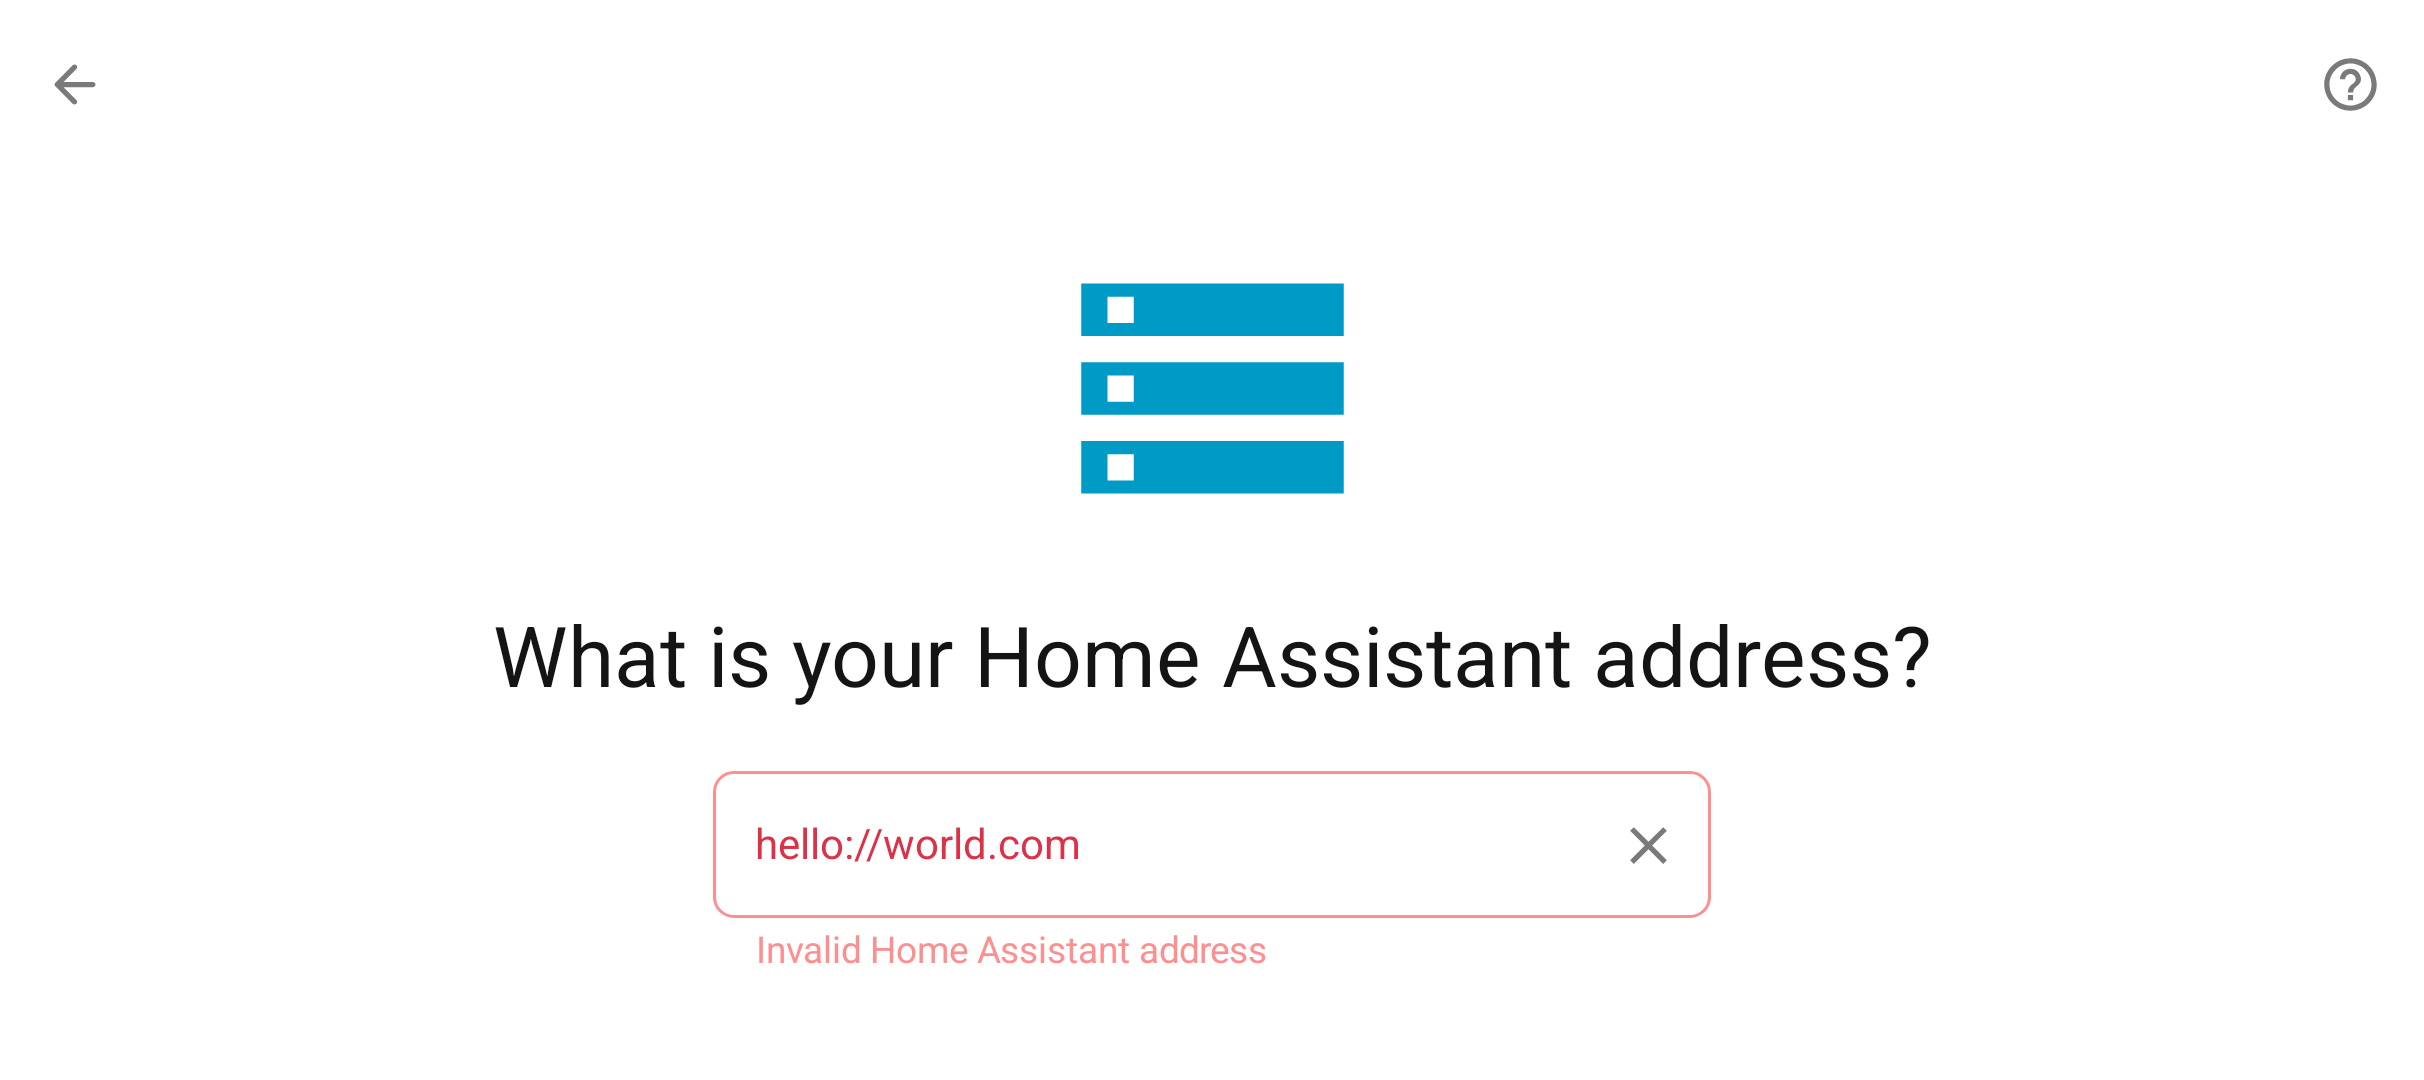 What is your Home Assistant address?
hello://world.com
Invalid Home Assistant address